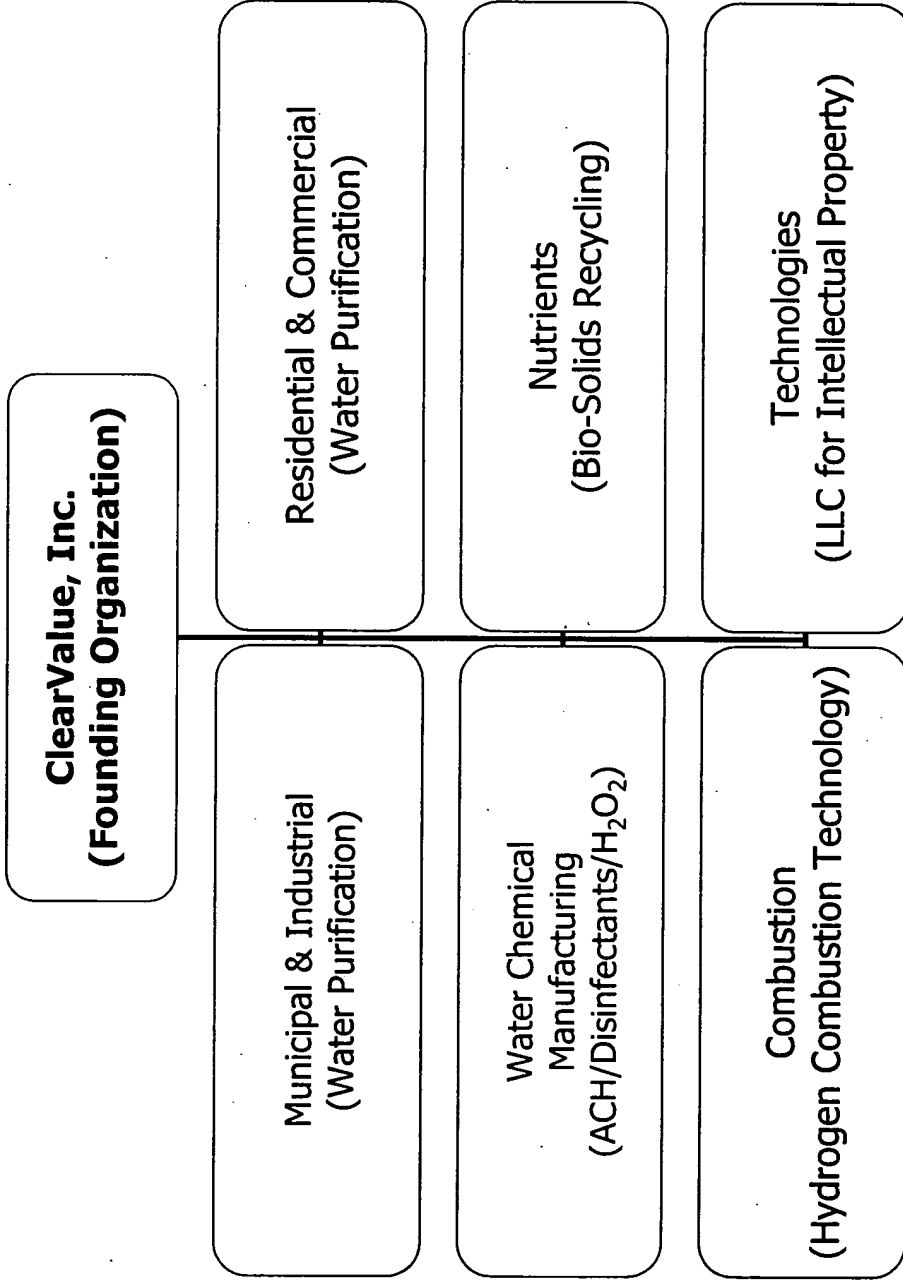 ClearValue, Inc.
(Founding Organization)
Municipal & Industrial
(Water Purification)
Residential & Commercial
(Water Purification)
Water Chemical
Manufacturing
(ACH/Disinfectants/H₂O₂)
Nutrients
(Bio-Solids Recycling)
Combustion
(Hydrogen Combustion Technology)
Technologies
(LLC for Intellectual Property)